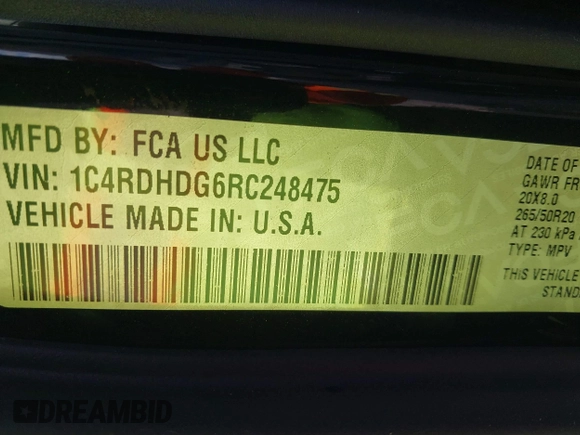 MFD BY: FCA US LLC
VIN: 1C4RDHDG6RC248475
VEHICLE MADE IN: U.S.A.
DATE OF
GAWR FR
20X8.0
265/50R20
AT 230 kPa
TYPE: MPV
THIS VEHICLE
STAND
DREAMBID